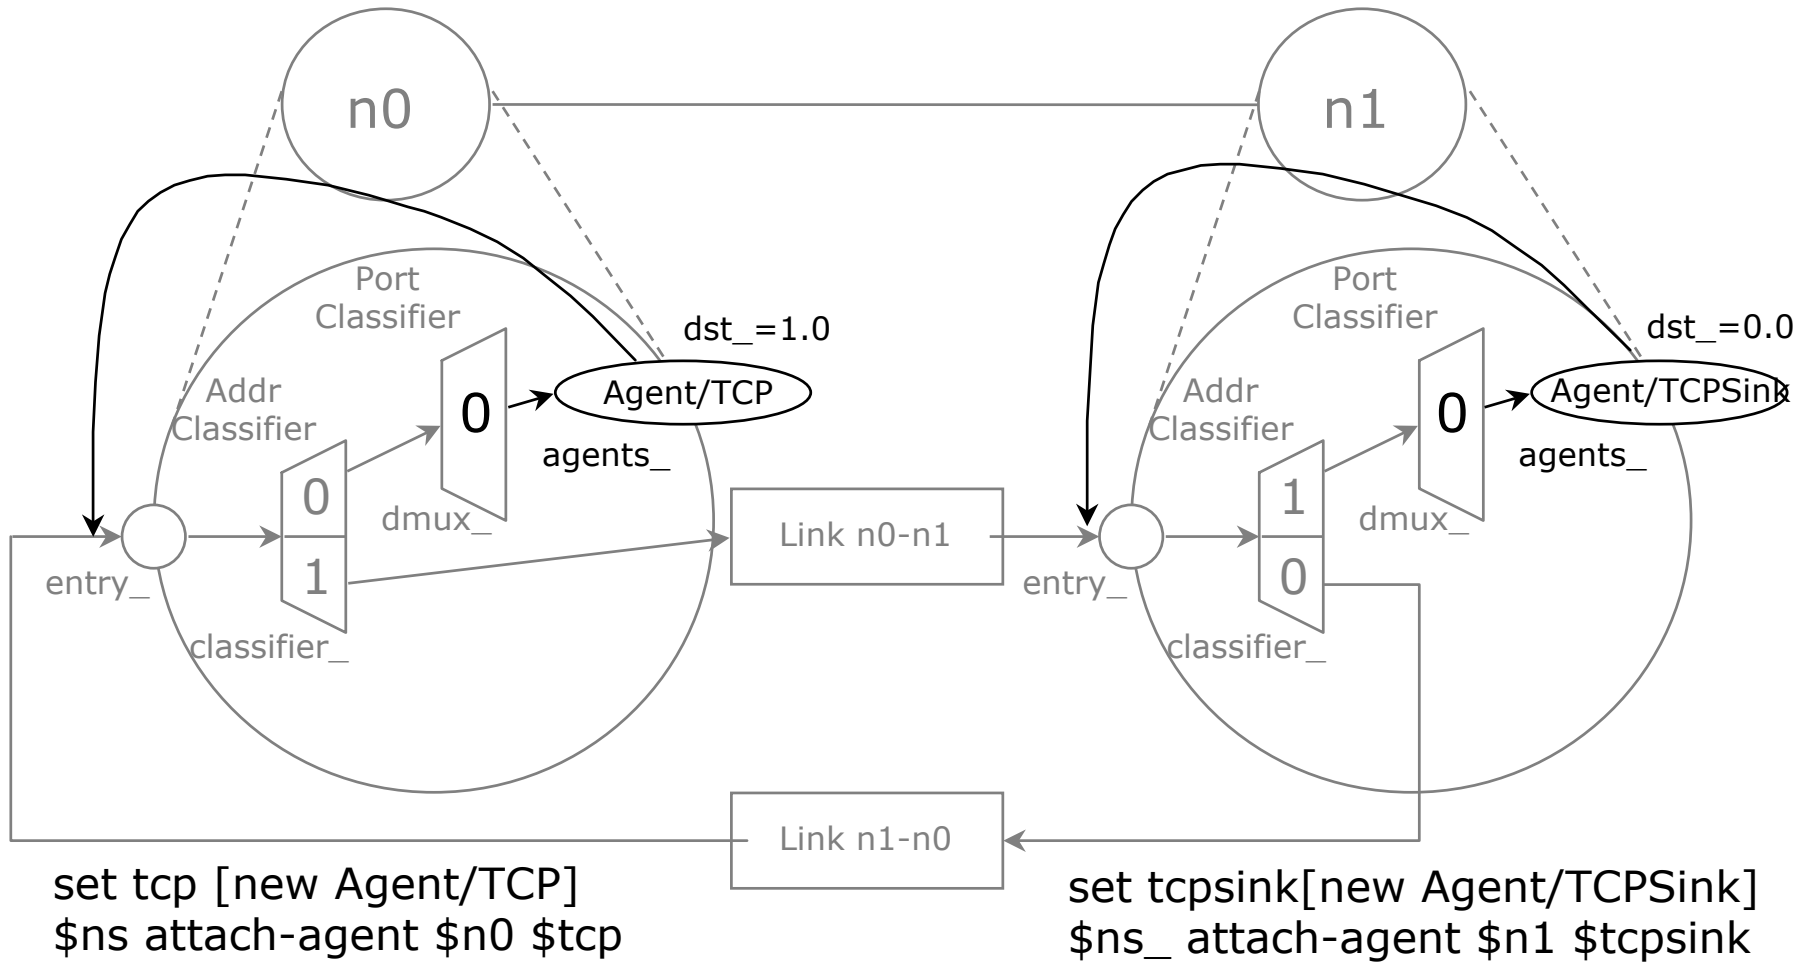 n0
n1
Port
Classifier
dst_=1.0
Addr
Classifier
0
Agent/TCP
agents_
0
dmux_
1
entry_
classifier_
Link n0-n1
Port
Classifier
dst_=0.0
Addr
Classifier
0
Agent/TCPSink
agents_
1
dmux_
0
entry_
classifier_
Link n1-n0
set tcp [new Agent/TCP]
$ns attach-agent $n0 $tcp
set tcpsink[new Agent/TCPSink]
$ns_ attach-agent $n1 $tcpsink